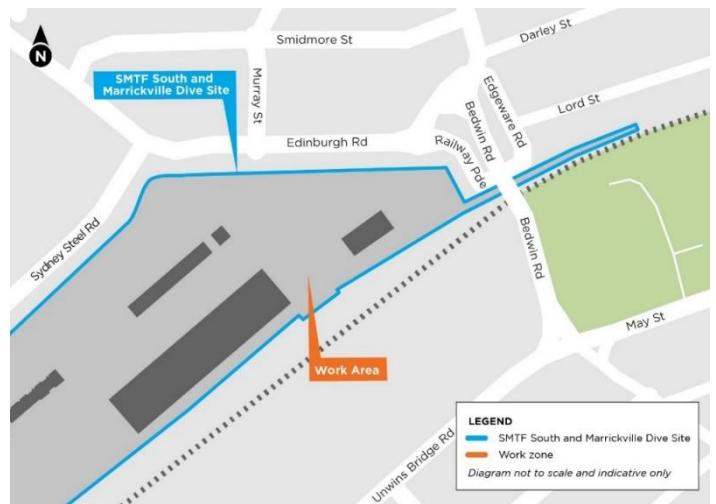 Smidmore St
Darley St
N
SMTF South and
Marrickville Dive Site
Murray St
Edgeware Rd
Bedwin Rd
Lord St
Edinburgh Rd
Railway Pde
Sydney Steel Rd
Bedwin Rd
May St
Work Area
Unwins Bridge Rd
LEGEND
SMTF South and Marrickville Dive Site
Work zone
Diagram not to scale and indicative only